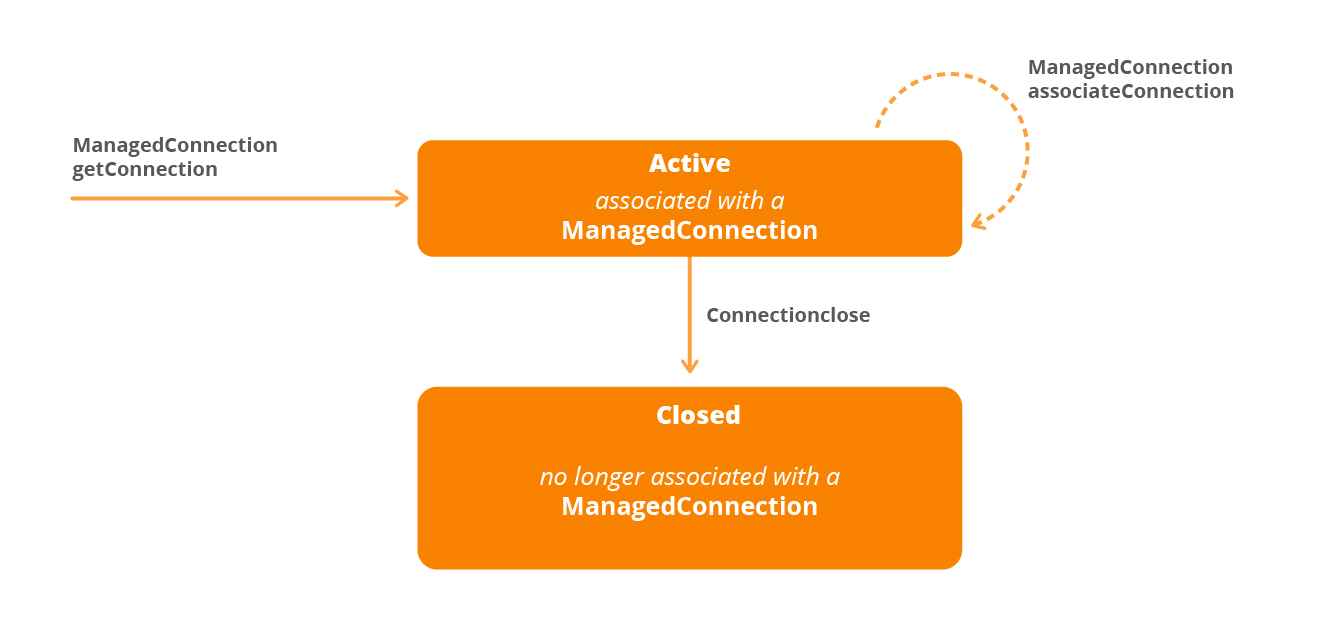 ManagedConnection
associateConnection
ManagedConnection
getConnection
Active
associated with a
ManagedConnection
Connectionclose
Closed
no longer associated with a
ManagedConnection